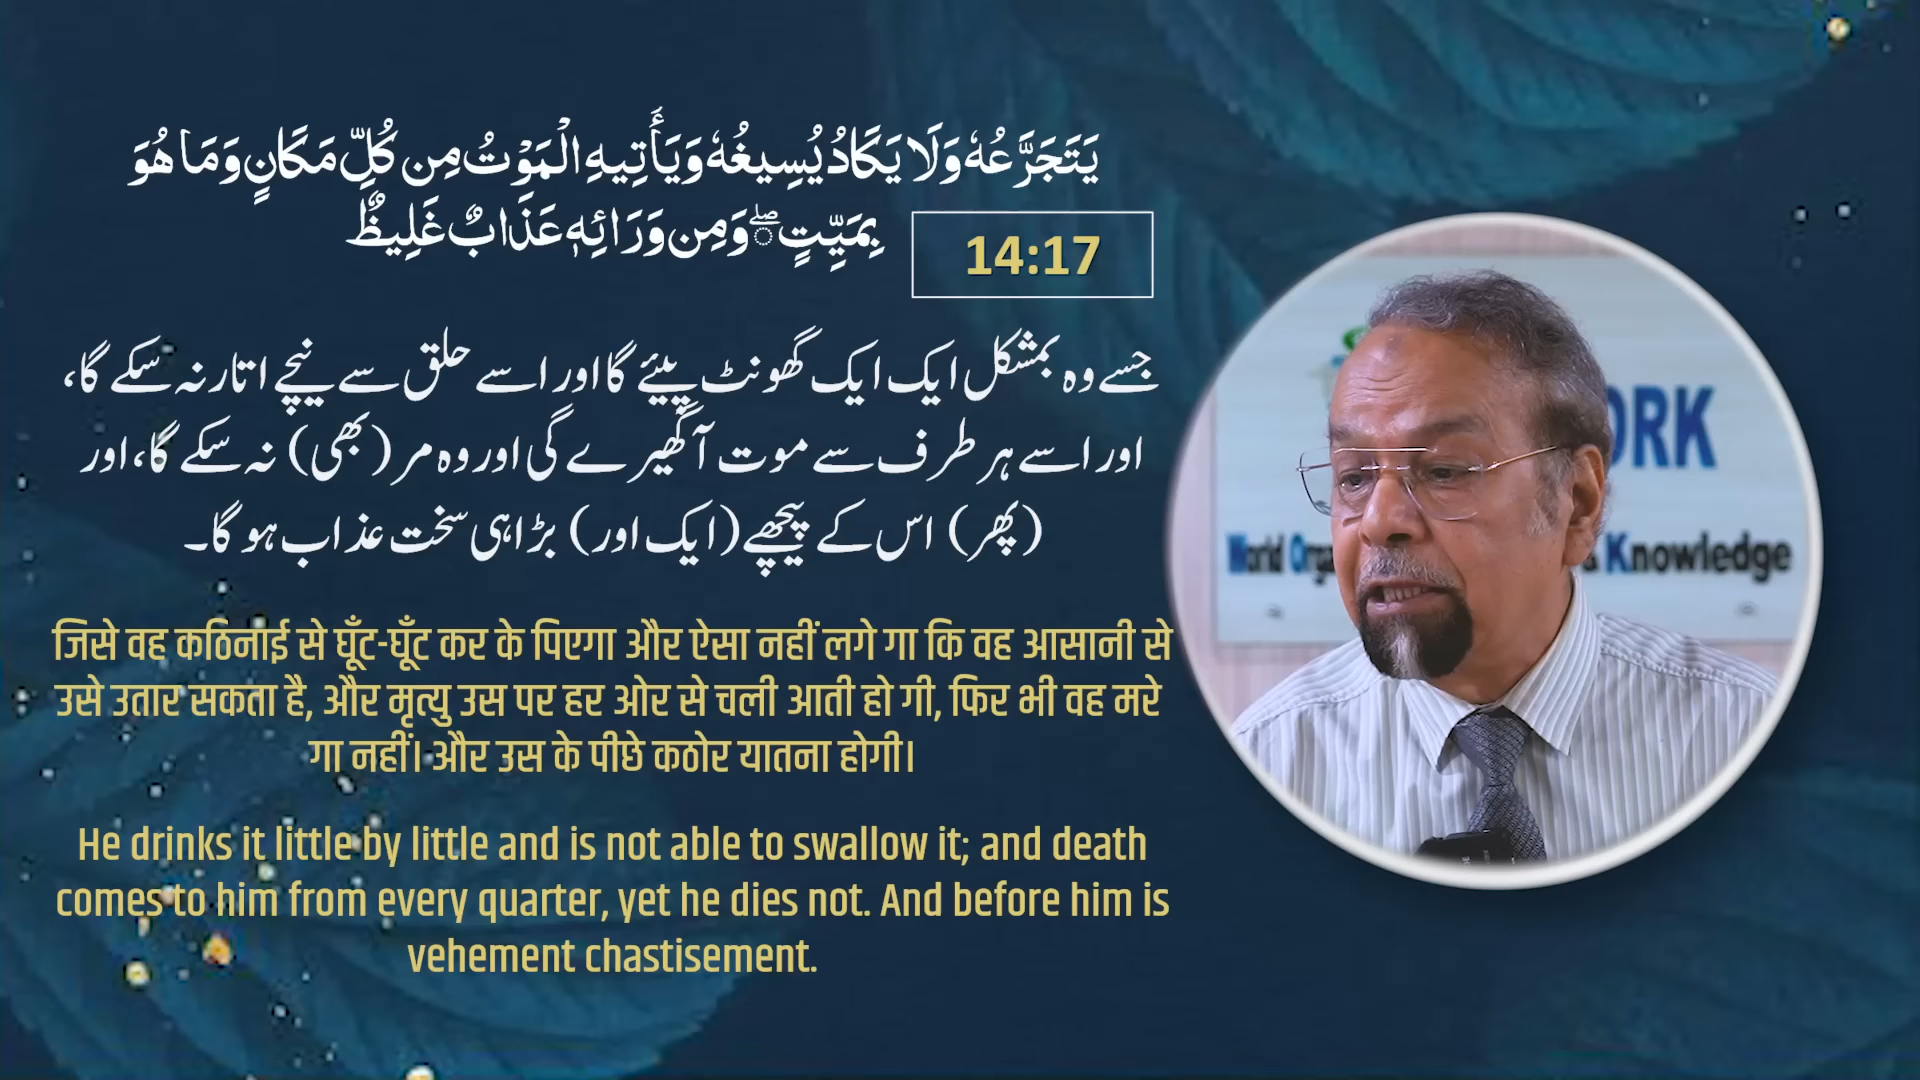 يَتَجَرَّعُهُۥ وَلَا يَكَادُ يُسِيغُهُۥ وَيَأْتِيهِ الْمَوْتُ مِن كُلِّ مَكَانٍ وَمَا هُوَ
بِمَيِّتٍ ۖ وَمِن وَرَائِهِۦ عَذَابٌ غَلِيظٌ
14:17
جسے وہ بمشکل ایک ایک گھونٹ پیئے گا اور اسے حلق سے نیچے اتار نہ سکے گا،
اور اسے ہر طرف سے موت آگھیرے گی اور وہ مر (بھی) نہ سکے گا، اور
(پھر) اس کے پیچھے (ایک اور) بڑا ہی سخت عذاب ہو گا۔
जिसे वह कठिनाई से घूँट-घूँट कर के पिएगा और ऐसा नहीं लगे गा कि वह आसानी से
उसे उतार सकता है, और मृत्यु उस पर हर ओर से चली आती हो गी, फिर भी वह मरे
गा नहीं। और उस के पीछे कठोर यातना होगी।
He drinks it little by little and is not able to swallow it; and death
comes to him from every quarter, yet he dies not. And before him is
vehement chastisement.
ORK
World Knowledge